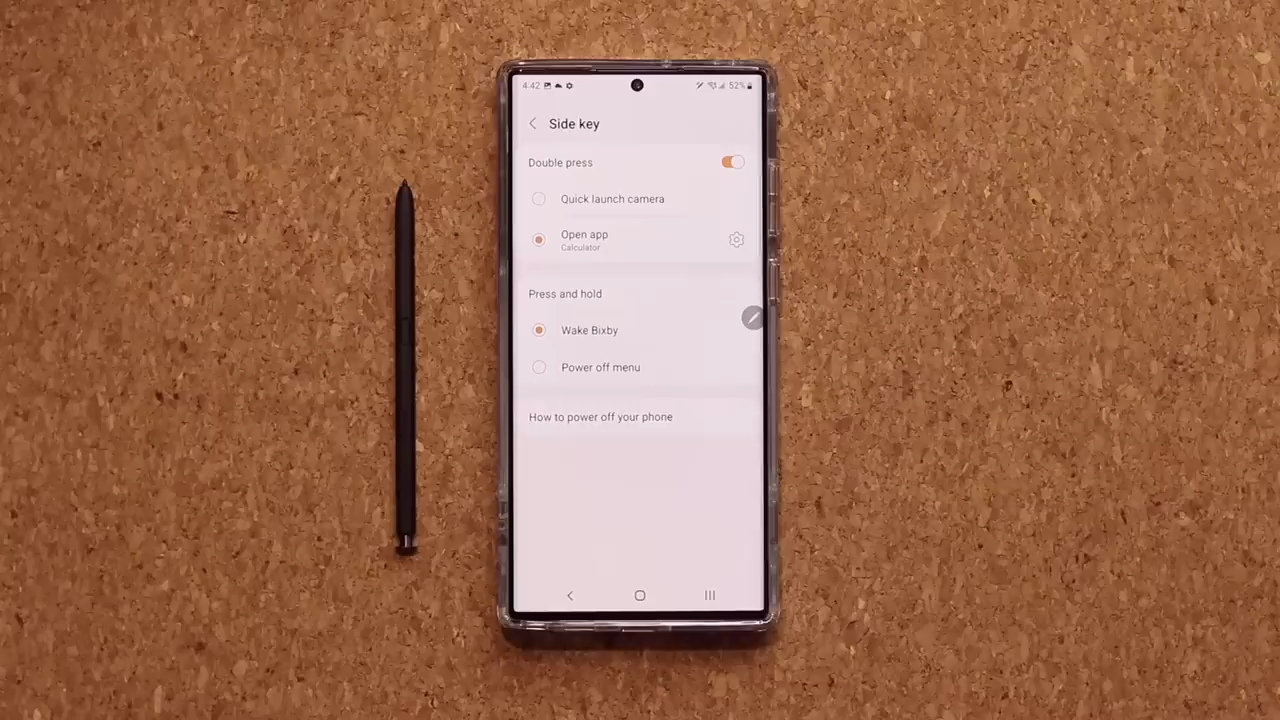 4:42 52%
Side key
Double press
Quick launch camera
Open app
Calculator
Press and hold
Wake Bixby
Power off menu
How to power off your phone